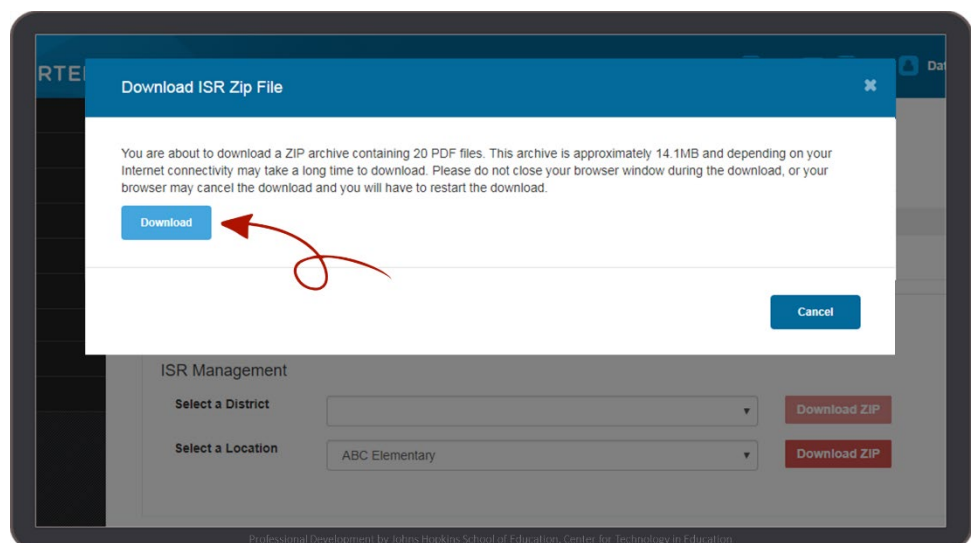 RTE
Dat
Download ISR Zip File
You are about to download a ZIP archive containing 20 PDF files. This archive is approximately 14.1MB and depending on your
Internet connectivity may take a long time to download. Please do not close your browser window during the download, or your
browser may cancel the download and you will have to restart the download.
Download
Cancel
ISR Management
Select a District
Download ZIP
Select a Location
ABC Elementary
Download ZIP
Professional Development by Johns Hopkins School of Education, Center for Technology in Education